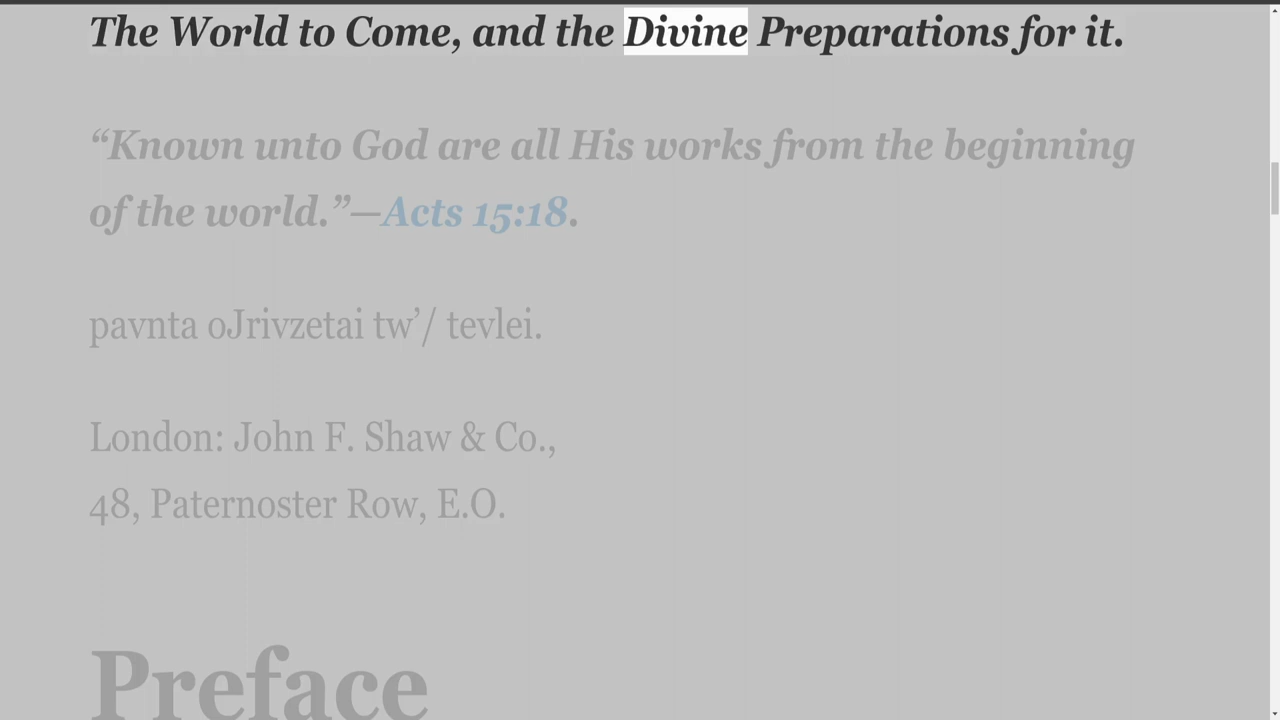 The World to Come, and the Divine Preparations for it.
“Known unto God are all His works from the beginning
of the world.”—Acts 15:18.
pavnta oJrivzetai tw’/ tevlei.
London: John F. Shaw & Co.,
48, Paternoster Row, E.O.
Preface